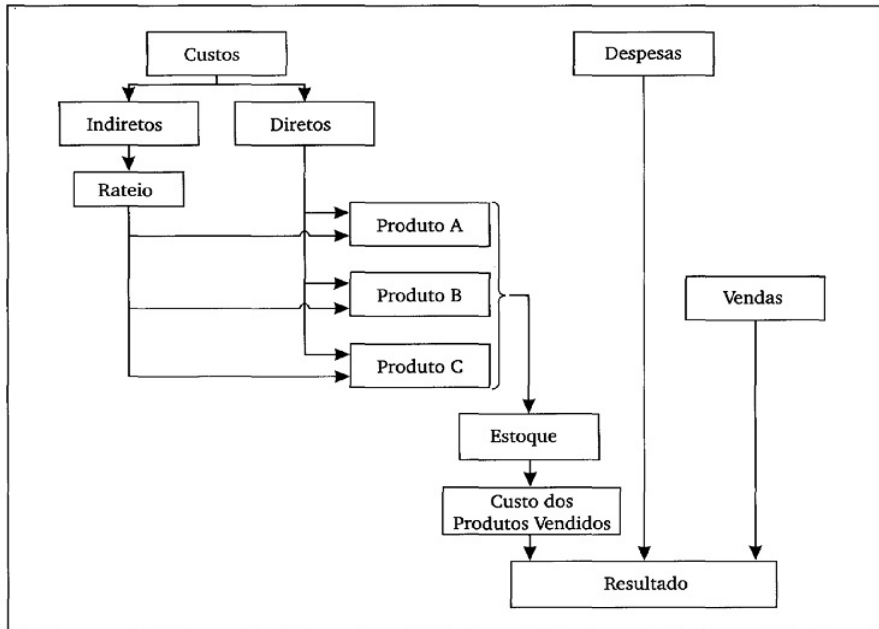 Custos
Despesas
Indiretos
Diretos
Rateio
Produto A
Produto B
Vendas
Produto C
Estoque
Custo dos
Produtos Vendidos
Resultado